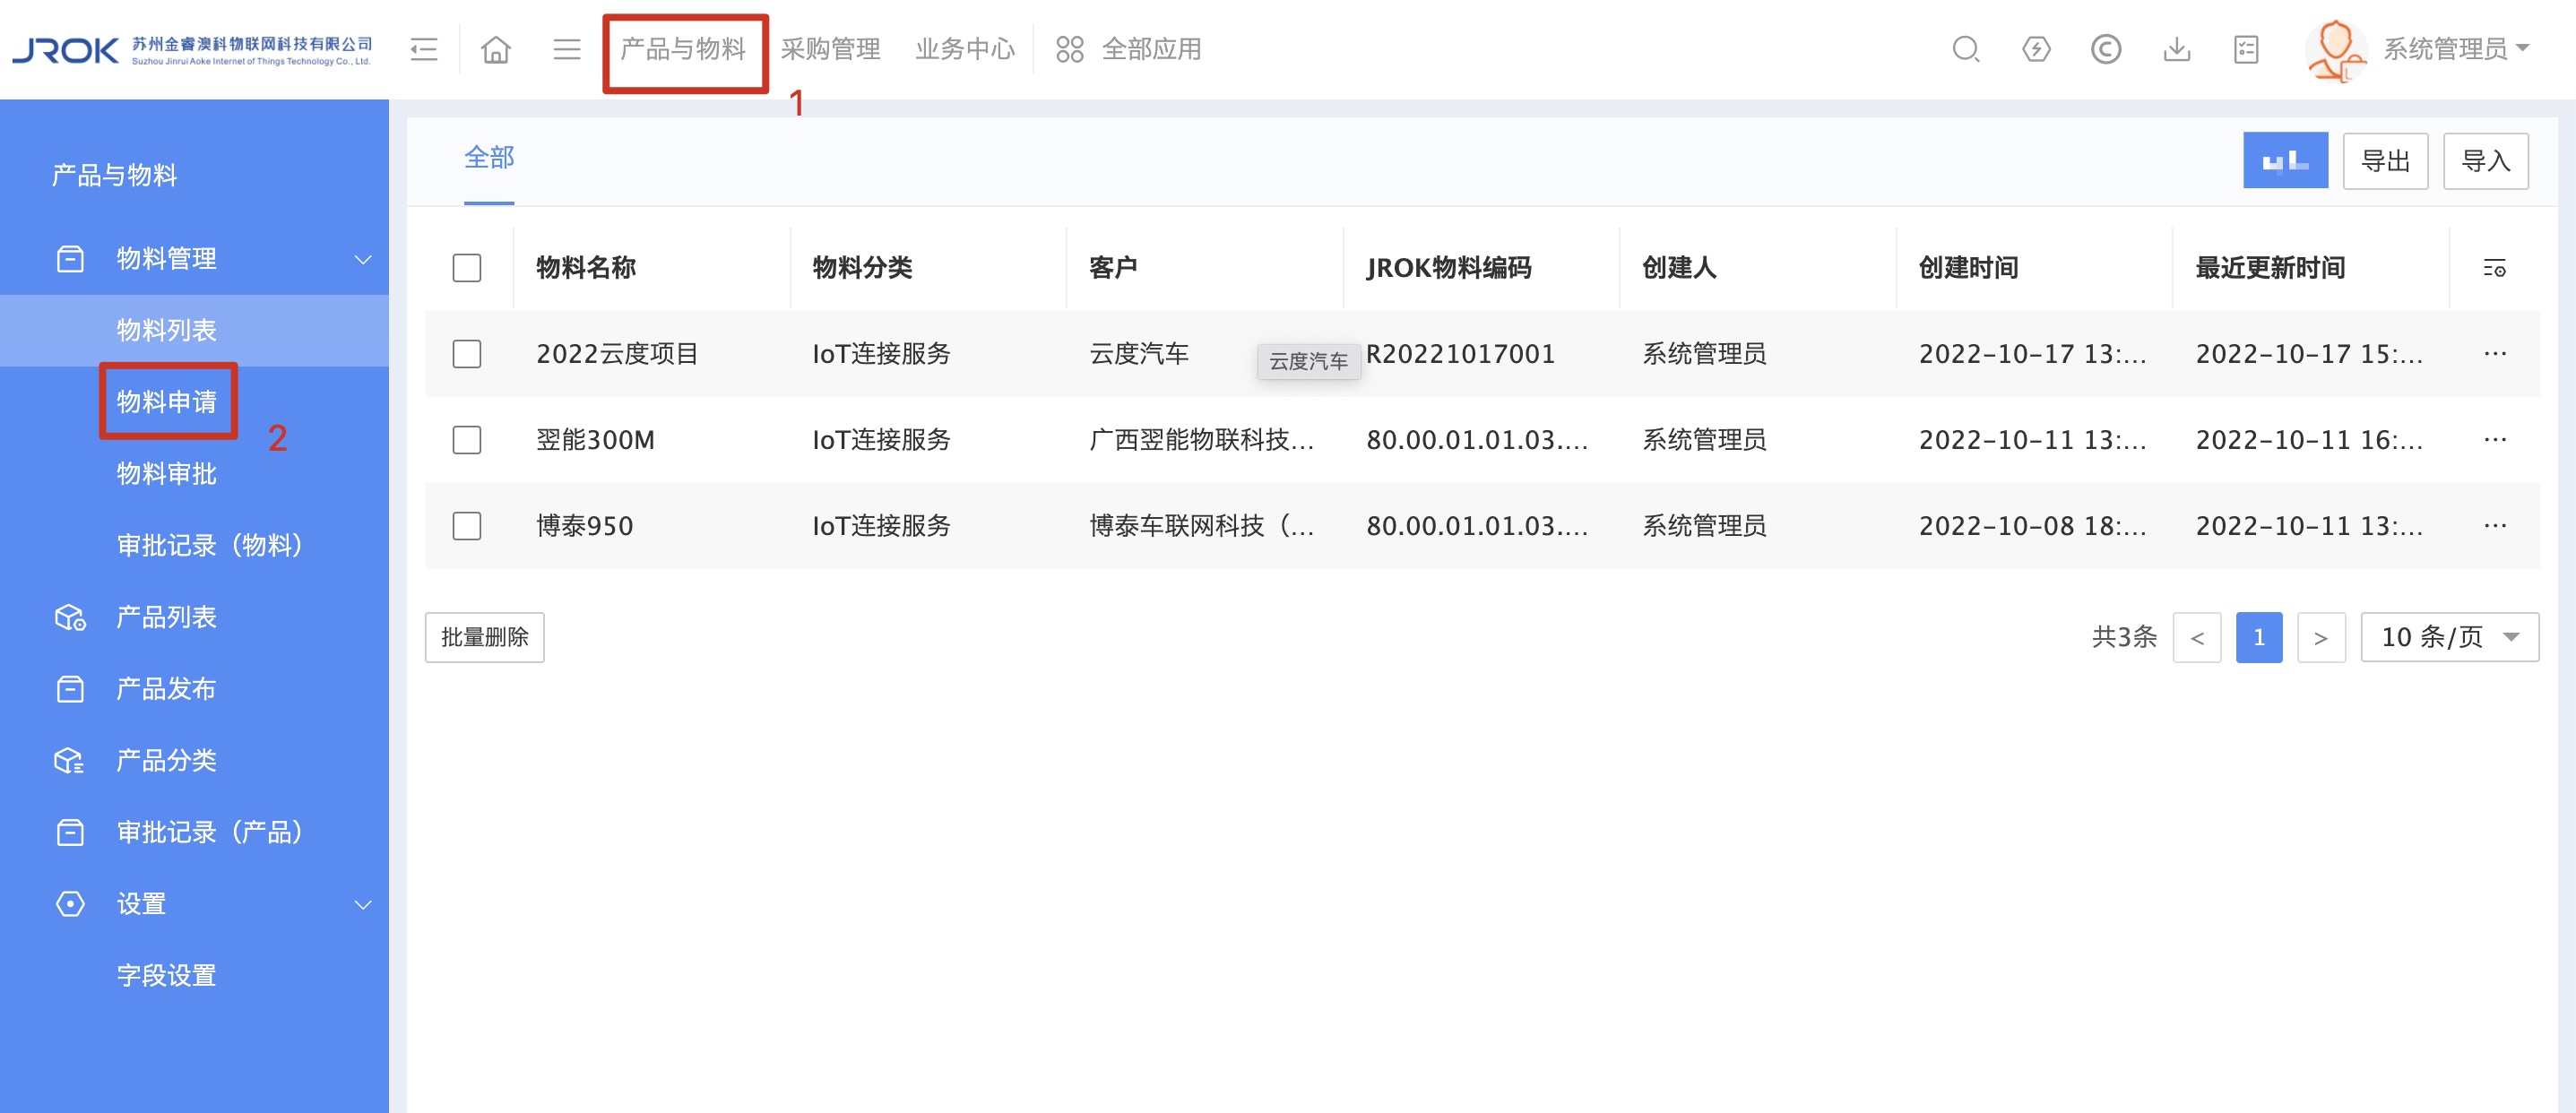 JROK 苏州金睿澳科物联网科技有限公司
Suzhou Jinrui Aoke Internet of Things Technology Co., Ltd.
产品与物料 采购管理 业务中心 全部应用 系统管理员
1
产品与物料
物料管理
物料列表
物料申请
2
物料审批
审批记录（物料）
产品列表
产品发布
产品分类
审批记录（产品）
设置
字段设置
全部 导出 导入
物料名称 物料分类 客户 JROK物料编码 创建人 创建时间 最近更新时间
2022云度项目 IoT连接服务 云度汽车 云度汽车 R20221017001 系统管理员 2022-10-17 13:... 2022-10-17 15:... ...
翌能300M IoT连接服务 广西翌能物联科技... 80.00.01.01.03.... 系统管理员 2022-10-11 13:... 2022-10-11 16:... ...
博泰950 IoT连接服务 博泰车联网科技（... 80.00.01.01.03.... 系统管理员 2022-10-08 18:... 2022-10-11 13:... ...
批量删除 共3条 < 1 > 10 条/页